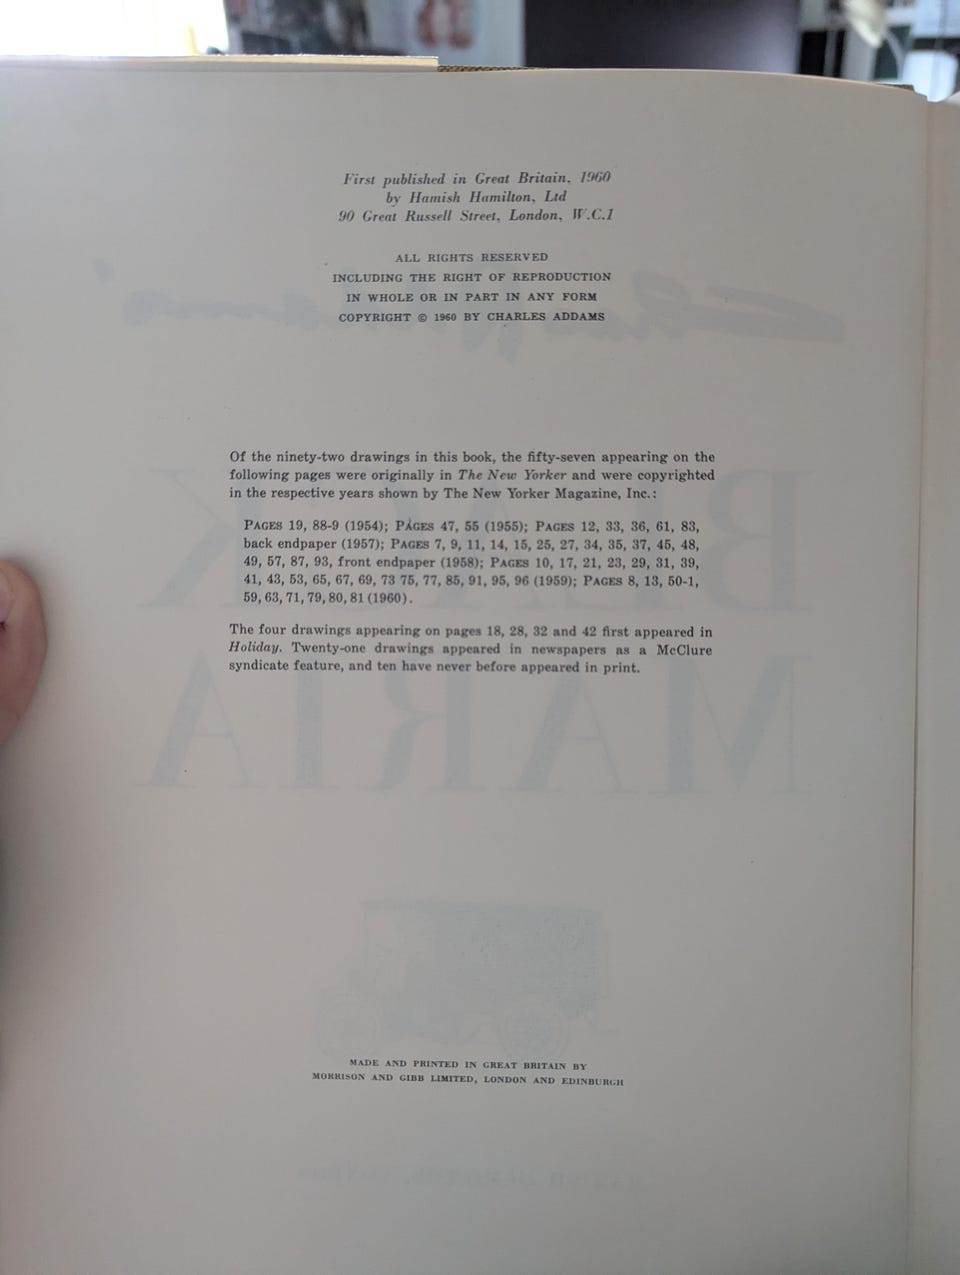 First published in Great Britain, 1960
by Hamish Hamilton, Ltd
90 Great Russell Street, London, W.C.1
ALL RIGHTS RESERVED
INCLUDING THE RIGHT OF REPRODUCTION
IN WHOLE OR IN PART IN ANY FORM
COPYRIGHT © 1960 BY CHARLES ADDAMS
Of the ninety-two drawings in this book, the fifty-seven appearing on the
following pages were originally in The New Yorker and were copyrighted
in the respective years shown by The New Yorker Magazine, Inc.:
PAGES 19, 88-9 (1954); PAGES 47, 55 (1955); PAGES 12, 33, 36, 61, 83,
back endpaper (1957); PAGES 7, 9, 11, 14, 15, 25, 27, 34, 35, 37, 45, 48,
49, 57, 87, 93, front endpaper (1958); PAGES 10, 17, 21, 23, 29, 31, 39,
41, 43, 53, 65, 67, 69, 73 75, 77, 85, 91, 95, 96 (1959); PAGES 8, 13, 50-1,
59, 63, 71, 79, 80, 81 (1960).
The four drawings appearing on pages 18, 28, 32 and 42 first appeared in
Holiday. Twenty-one drawings appeared in newspapers as a McClure
syndicate feature, and ten have never before appeared in print.
BLACK
MARIA
MADE AND PRINTED IN GREAT BRITAIN BY
MORRISON AND GIBB LIMITED, LONDON AND EDINBURGH